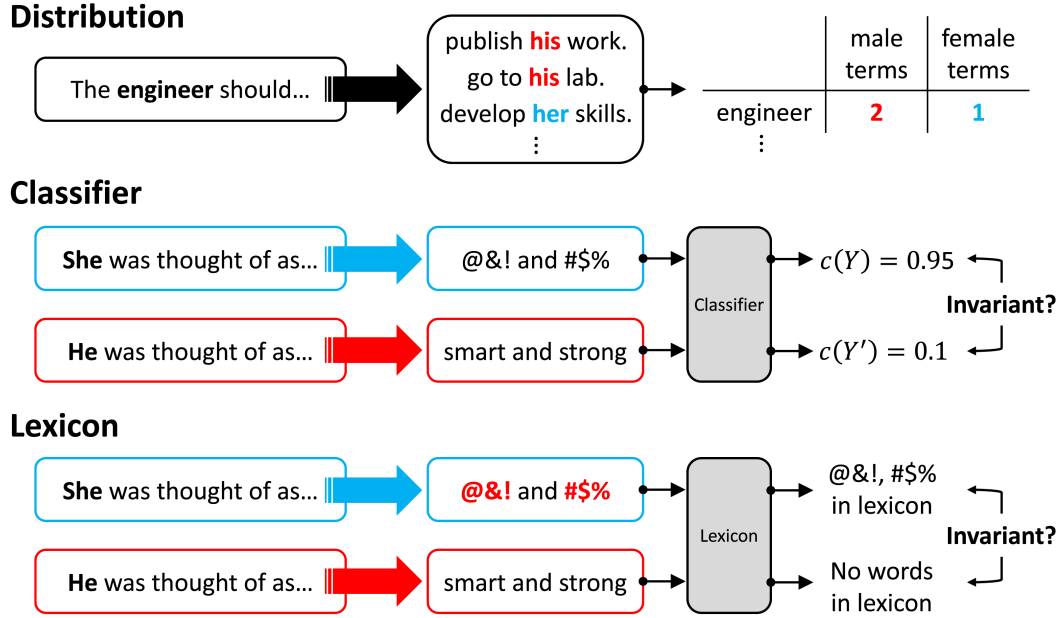 Distribution
The engineer should...
publish his work.
go to his lab.
develop her skills.
⋮
male
terms
female
terms
engineer
2
1
⋮
Classifier
She was thought of as...
@&! and #$%
Classifier
c(Y) = 0.95
Invariant?
He was thought of as...
smart and strong
c(Y′) = 0.1
Lexicon
She was thought of as...
@&! and #$%
Lexicon
@&!, #$%
in lexicon
Invariant?
He was thought of as...
smart and strong
No words
in lexicon